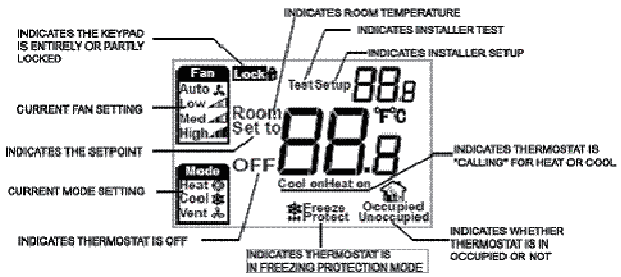 INDICATES ROOM TEMPERATURE
INDICATES INSTALLER TEST
INDICATES INSTALLER SETUP
INDICATES THE KEYPAD
IS ENTIRELY OR PARTLY
LOCKED
Fan
Auto
Low
Med
High
Lock
Test Setup
88.8
CURRENT FAN SETTING
Room
Set to
88.8
°F°C
INDICATES THE SETPOINT
OFF
Cool on Heat on
INDICATES THERMOSTAT IS
"CALLING" FOR HEAT OR COOL
Mode
Heat
Cool
Vent
CURRENT MODE SETTING
Freeze
Protect
Occupied
Unoccupied
INDICATES THERMOSTAT IS OFF
INDICATES THERMOSTAT IS
IN FREEZING PROTECTION MODE
INDICATES WHETHER
THERMOSTAT IS IN
OCCUPIED OR NOT